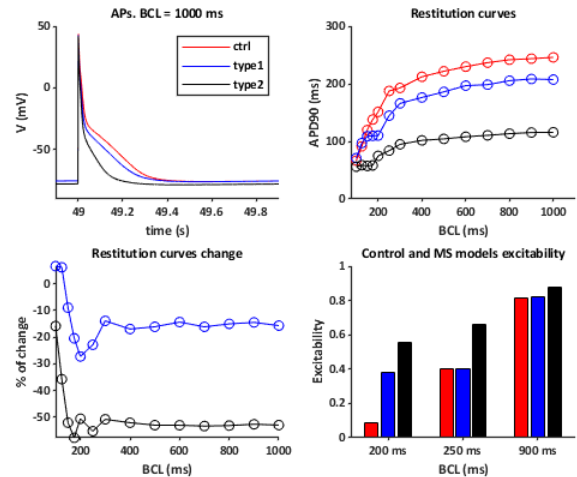 APs. BCL = 1000 ms
50
0
-50
V (mV)
49
49.2
49.4
49.6
49.8
time (s)
ctrl
type1
type2
Restitution curves
300
200
100
0
APD90 (ms)
200
400
600
800
1000
BCL (ms)
Restitution curves change
0
-10
-20
-30
-40
-50
% of change
200
400
600
800
1000
BCL (ms)
Control and MS models excitability
1
0.8
0.6
0.4
0.2
0
Excitability
200 ms
250 ms
900 ms
BCL (ms)